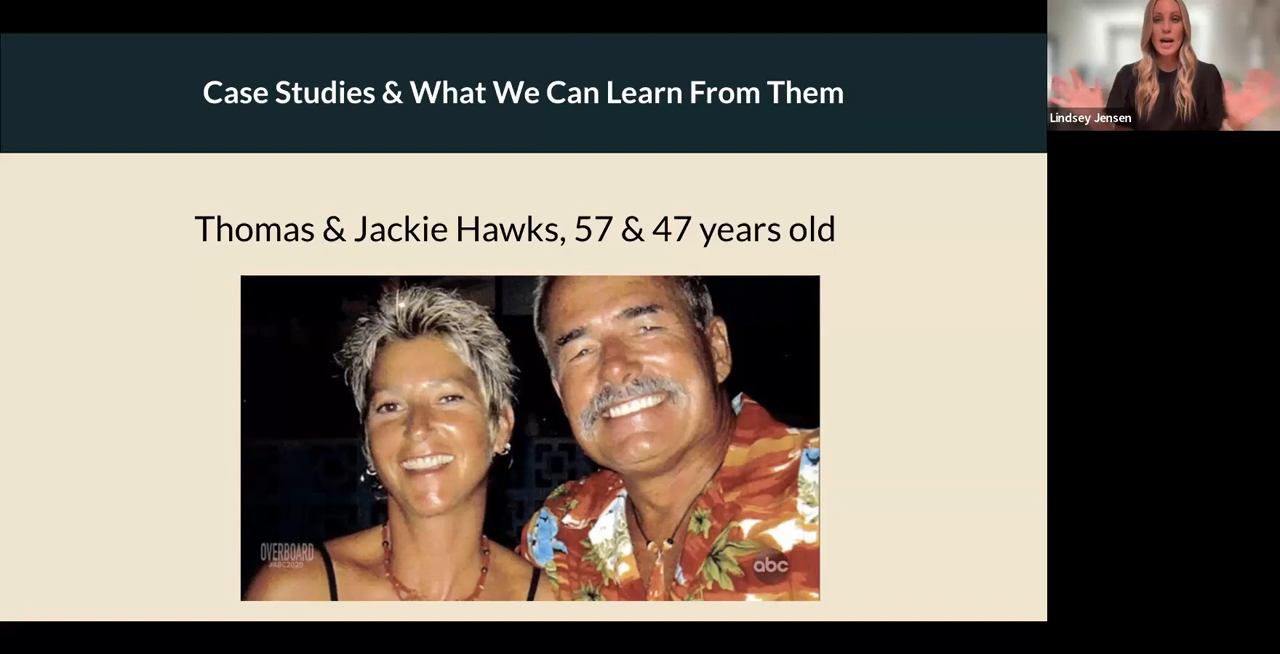 Case Studies & What We Can Learn From Them
Lindsey Jensen
Thomas & Jackie Hawks, 57 & 47 years old
OVERBOARD
#ABC2020
abc